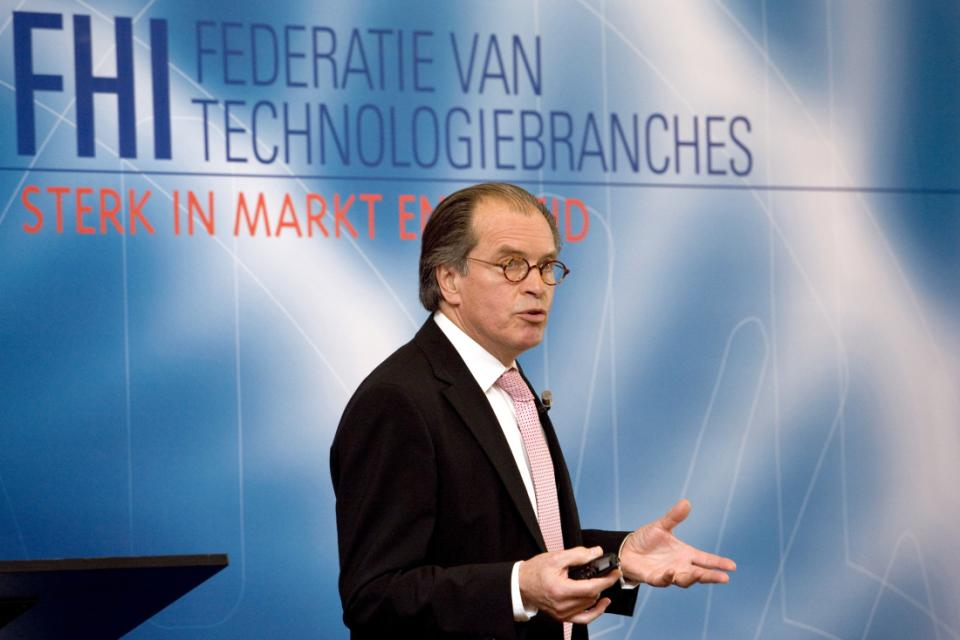 FHI FEDERATIE VAN
TECHNOLOGIEBRANCHES
STERK IN MARKT EN